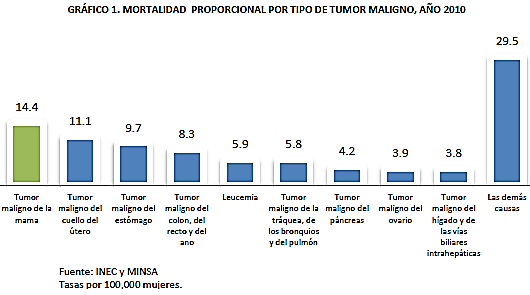 GRÁFICO 1. MORTALIDAD PROPORCIONAL POR TIPO DE TUMOR MALIGNO, AÑO 2010
14.4
11.1
9.7
8.3
5.9
5.8
4.2
3.9
3.8
29.5
Tumor
maligno de la
mama
Tumor
maligno del
cuello del
útero
Tumor
maligno del
estómago
Tumor
maligno del
colon, del
recto y del
ano
Leucemia
Tumor
maligno de la
tráquea, de
los bronquios
y del pulmón
Tumor
maligno del
páncreas
Tumor
maligno del
ovario
Tumor
maligno del
hígado y de
las vías
biliares
intrahepáticas
Las demás
causas
Fuente: INEC y MINSA
Tasas por 100,000 mujeres.